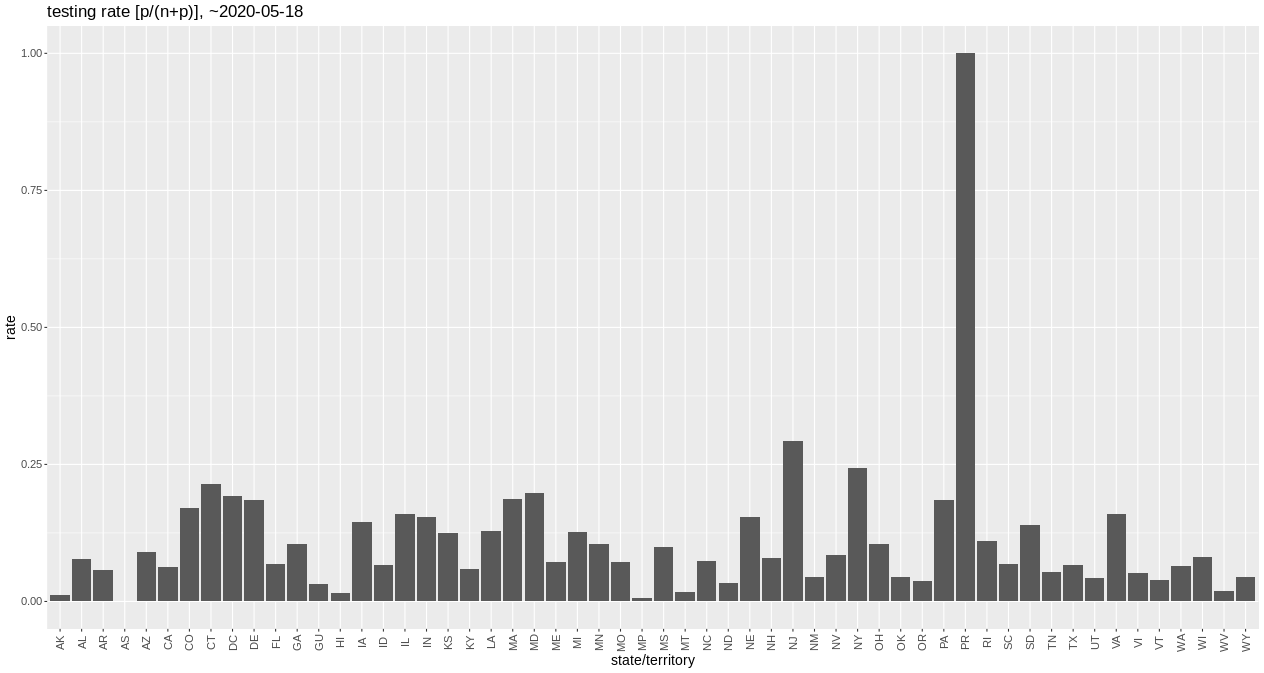 testing rate [p/(n+p)], ~2020-05-18
rate
1.00
0.75
0.50
0.25
0.00
AK AL AR AS AZ CA CO CT DC DE FL GA GU HI IA ID IL IN KS KY LA MA MD ME MI MN MO MP MS MT NC ND NE NH NJ NM NV NY OH OK OR PA PR RI SC SD TN TX UT VA VI VT WA WI WV WY
state/territory